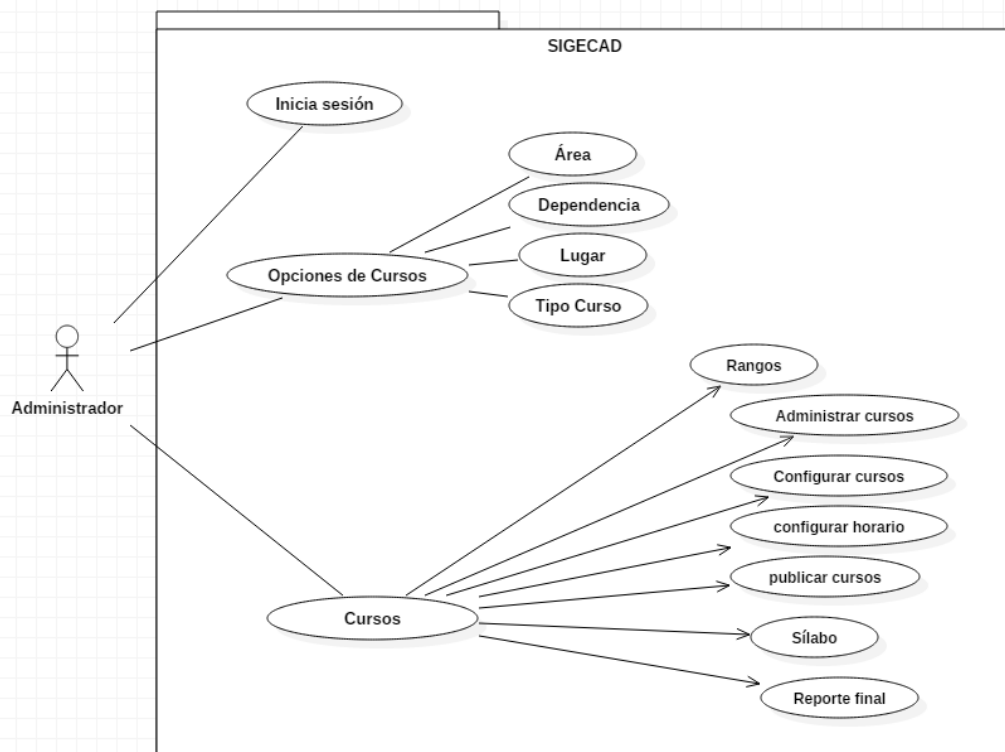 SIGECAD
Inicia sesión
Área
Dependencia
Lugar
Opciones de Cursos
Tipo Curso
Rangos
Administrador
Administrar cursos
Configurar cursos
configurar horario
publicar cursos
Cursos
Sílabo
Reporte final